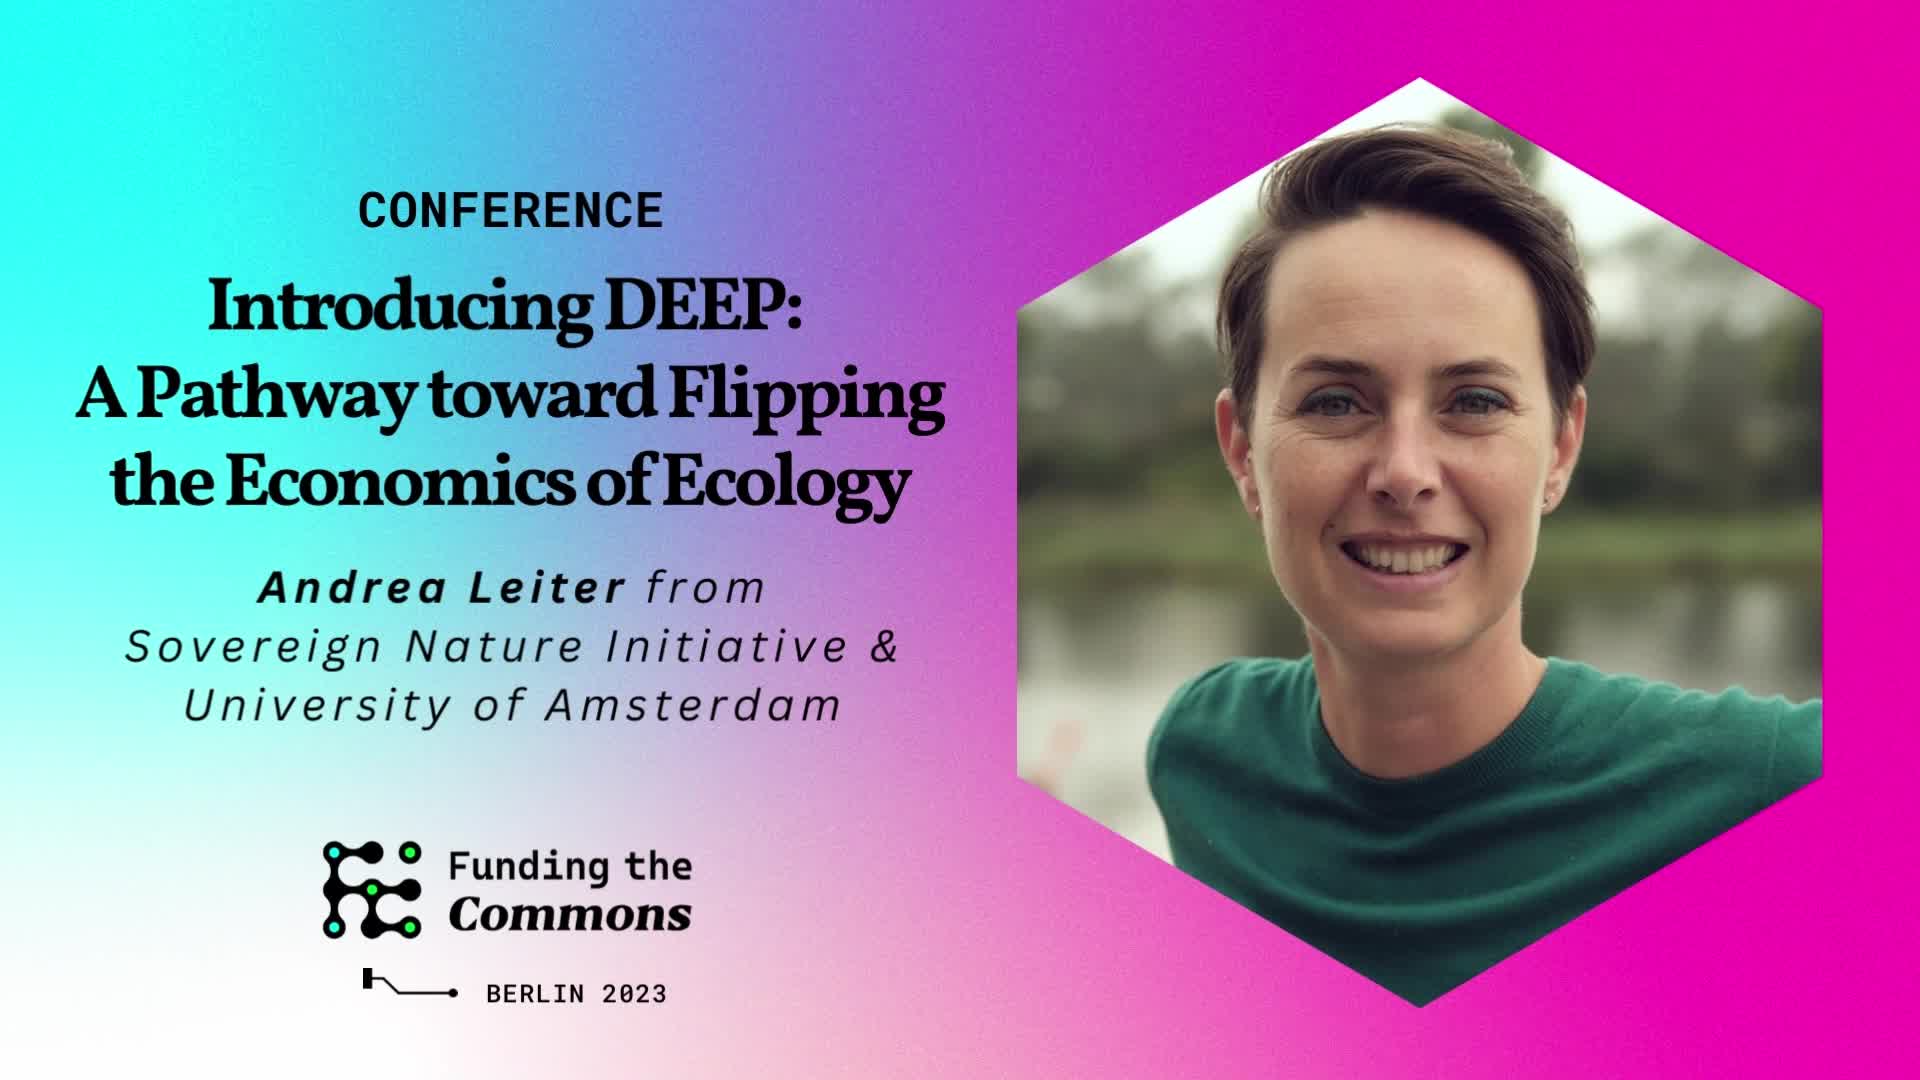 CONFERENCE
Introducing DEEP:
A Pathway toward Flipping
the Economics of Ecology
Andrea Leiter from
Sovereign Nature Initiative &
University of Amsterdam
Funding the
Commons
BERLIN 2023